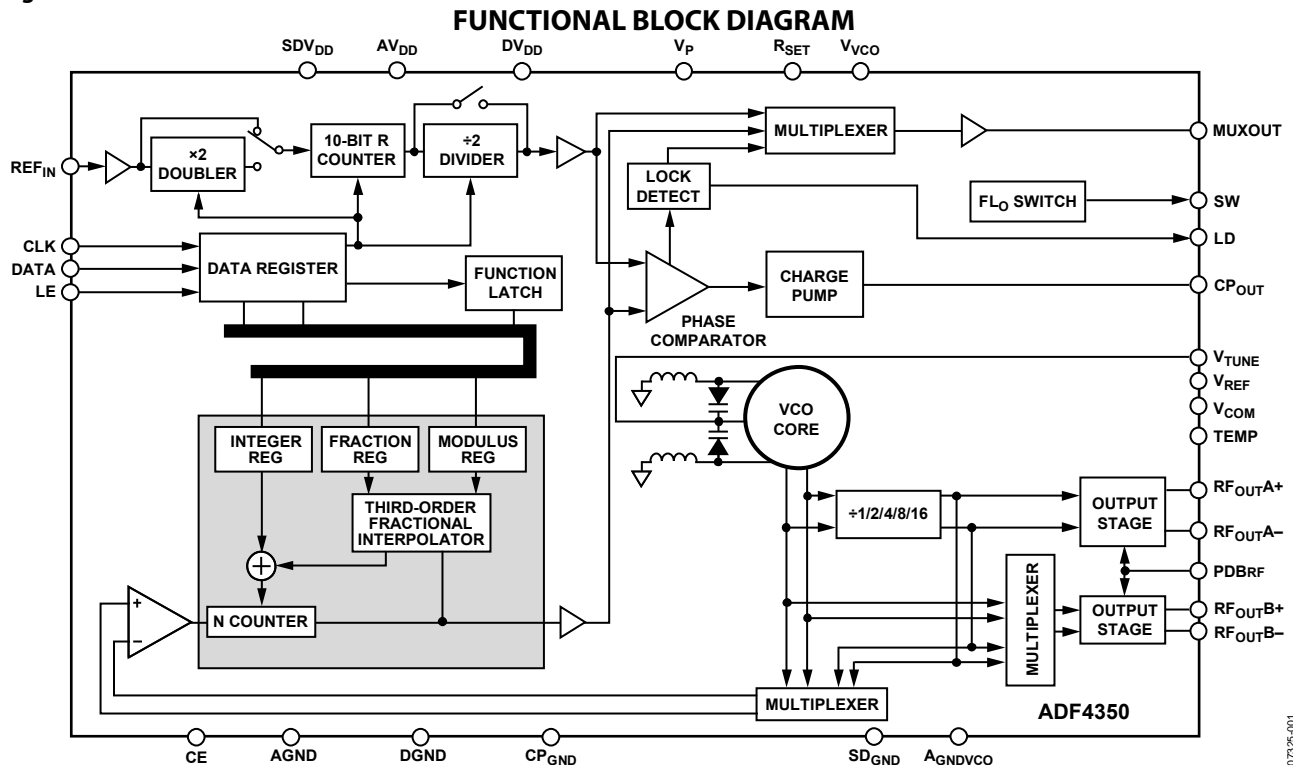 FUNCTIONAL BLOCK DIAGRAM
SDVDD
AVDD
DVDD
VP
RSET
VVCO
REFIN
×2
DOUBLER
10-BIT R
COUNTER
÷2
DIVIDER
MULTIPLEXER
MUXOUT
LOCK
DETECT
FLO SWITCH
SW
LD
CLK
DATA
LE
DATA REGISTER
FUNCTION
LATCH
CHARGE
PUMP
CPOUT
PHASE
COMPARATOR
VTUNE
VREF
VCOM
TEMP
VCO
CORE
INTEGER
REG
FRACTION
REG
MODULUS
REG
THIRD-ORDER
FRACTIONAL
INTERPOLATOR
+
÷1/2/4/8/16
OUTPUT
STAGE
RFOUTA+
RFOUTA–
PDBRF
MULTIPLEXER
OUTPUT
STAGE
RFOUTB+
RFOUTB–
+
–
N COUNTER
MULTIPLEXER
ADF4350
CE
AGND
DGND
CPGND
SDGND
AGNDVCO
07325-001